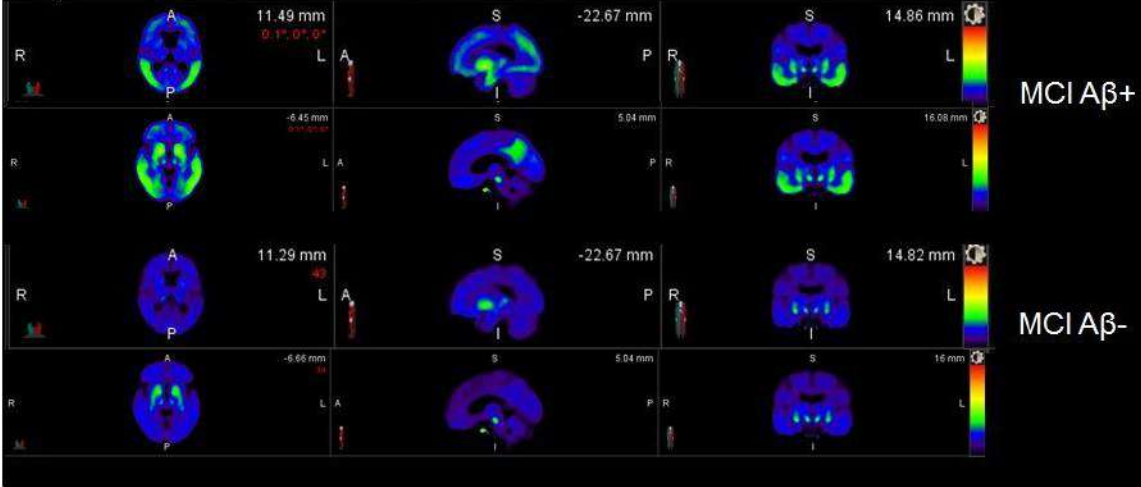 A 11.49 mm S -22.67 mm S 14.86 mm
0.1°, 0°, 0°
R L A P R L
P I I
MCI Aβ+
A -6.45 mm S 5.04 mm S 16.08 mm
R L A P R L
P I I
A 11.29 mm S -22.67 mm S 14.82 mm
43
R L A P R L
P I I
MCI Aβ-
A -6.66 mm S 5.04 mm S 16 mm
R L A P R L
P I I